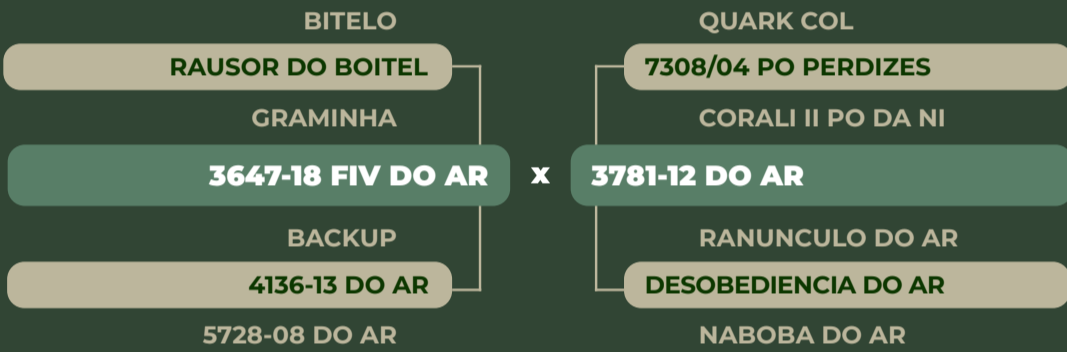 BITELO
RAUSOR DO BOITEL
GRAMINHA
3647-18 FIV DO AR
BACKUP
4136-13 DO AR
5728-08 DO AR
x
QUARK COL
7308/04 PO PERDIZES
CORALI II PO DA NI
3781-12 DO AR
RANUNCULO DO AR
DESOBEDIENCIA DO AR
NABOBA DO AR